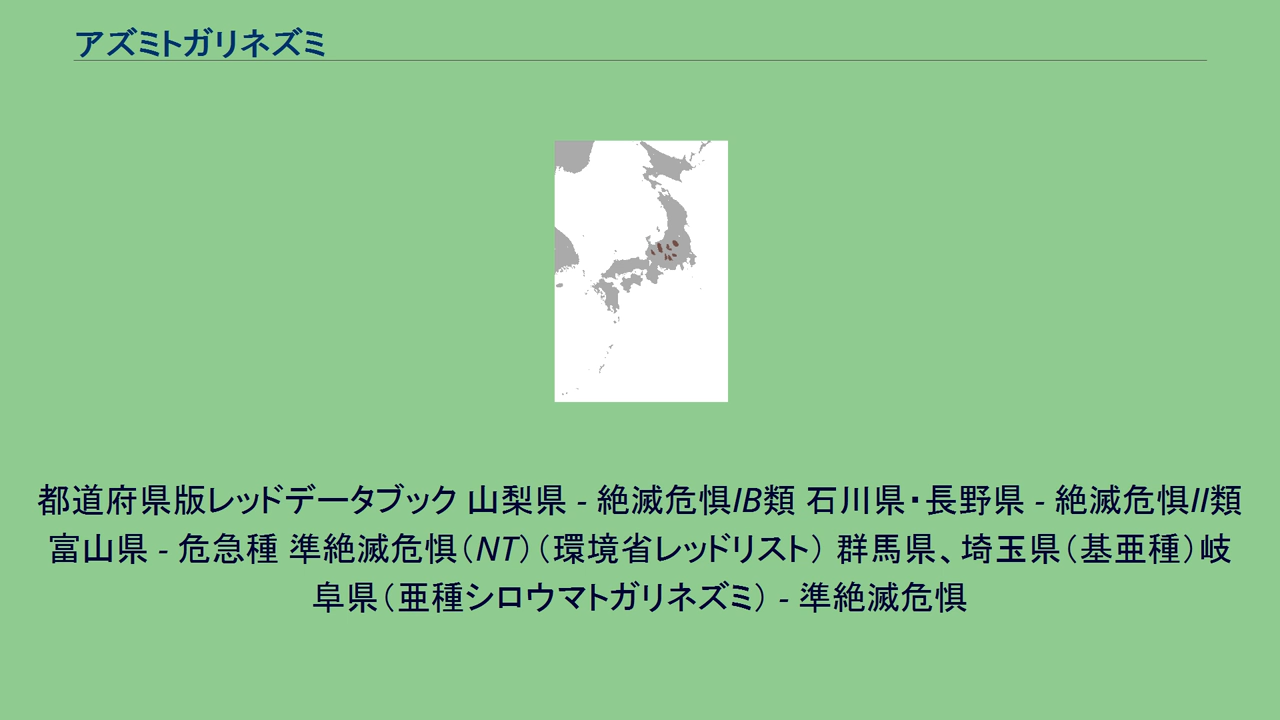 アズミトガリネズミ
都道府県版レッドデータブック 山梨県 - 絶滅危惧IB類 石川県・長野県 - 絶滅危惧II類
富山県 - 危急種 準絶滅危惧（NT）（環境省レッドリスト） 群馬県、埼玉県（基亜種）岐
阜県（亜種シロウマトガリネズミ） - 準絶滅危惧